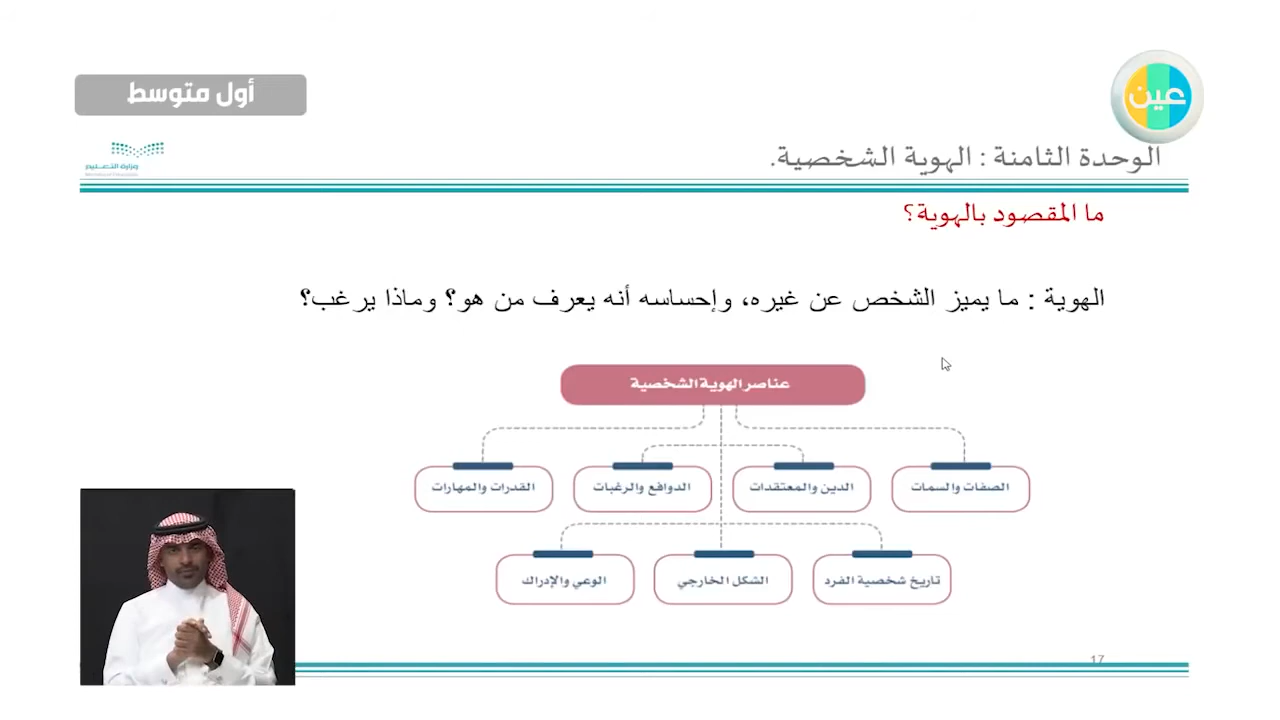 أول متوسط
عين
وزارة التعليم
الوحدة الثامنة : الهوية الشخصية.
ما المقصود بالهوية؟
الهوية : ما يميز الشخص عن غيره، وإحساسه أنه يعرف من هو؟ وماذا يرغب؟
عناصر الهوية الشخصية
الصفات والسمات
الدين والمعتقدات
الدوافع والرغبات
القدرات والمهارات
تاريخ شخصية الفرد
الشكل الخارجي
الوعي والإدراك
17